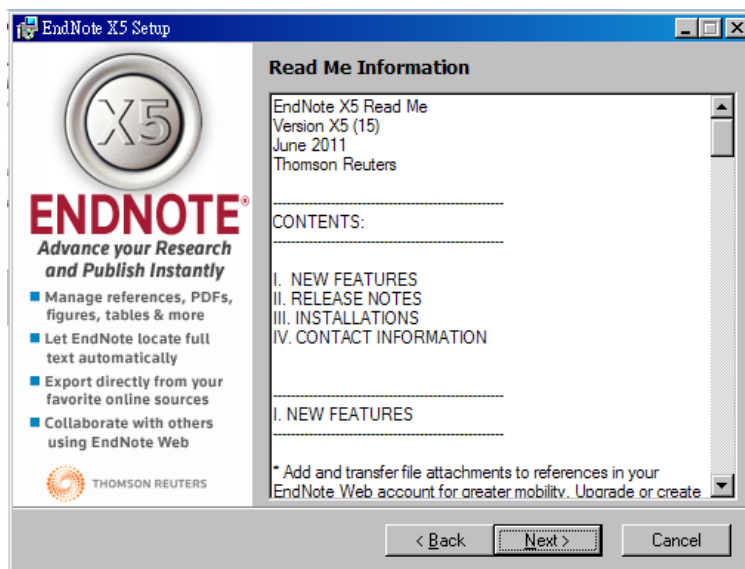 EndNote X5 Setup
X5
ENDNOTE®
Advance your Research
and Publish Instantly
Manage references, PDFs,
figures, tables & more
Let EndNote locate full
text automatically
Export directly from your
favorite online sources
Collaborate with others
using EndNote Web
THOMSON REUTERS
Read Me Information
EndNote X5 Read Me
Version X5 (15)
June 2011
Thomson Reuters
--------------------------------------------------
CONTENTS:
--------------------------------------------------
I.  NEW FEATURES
II. RELEASE NOTES
III. INSTALLATIONS
IV. CONTACT INFORMATION
--------------------------------------------------
I. NEW FEATURES
--------------------------------------------------
* Add and transfer file attachments to references in your
EndNote Web account for greater mobility. Upgrade or create
< Back
Next >
Cancel